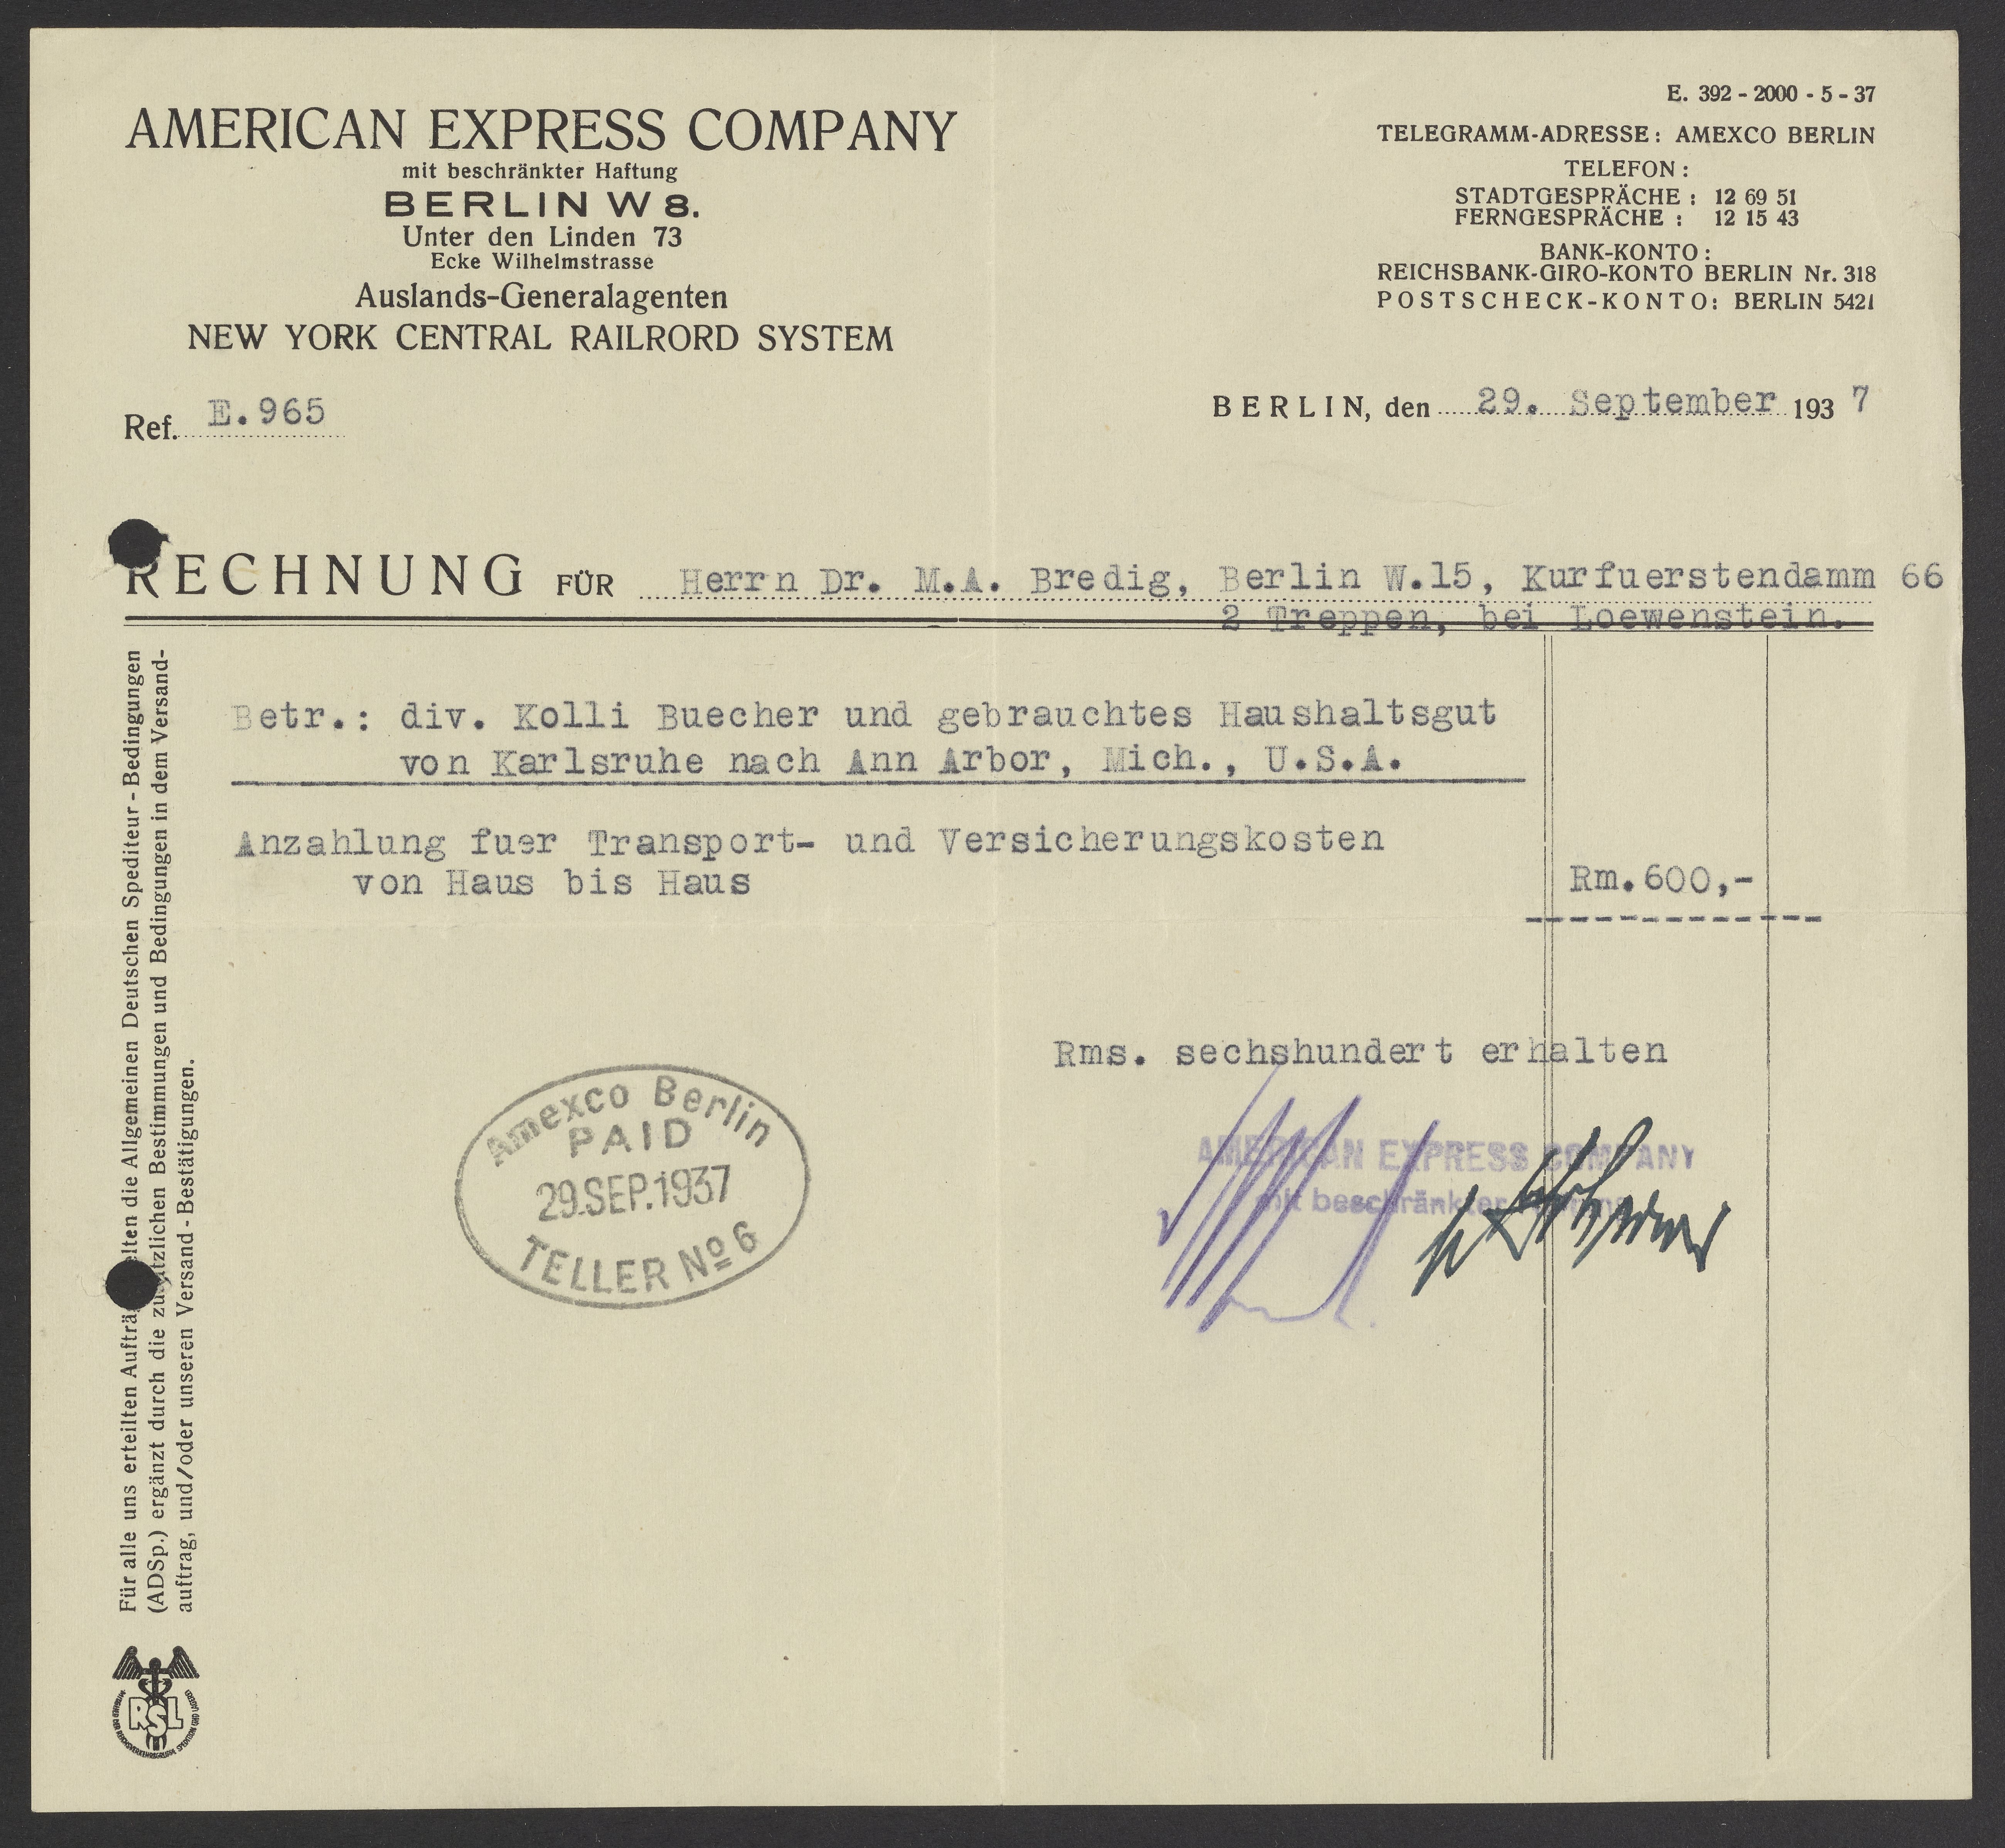 E. 392 - 2000 - 5 - 37
AMERICAN EXPRESS COMPANY
mit beschränkter Haftung
BERLIN W 8.
Unter den Linden 73
Ecke Wilhelmstrasse
Auslands-Generalagenten
NEW YORK CENTRAL RAILRORD SYSTEM
TELEGRAMM-ADRESSE: AMEXCO BERLIN
TELEFON:
STADTGESPRÄCHE: 12 69 51
FERNGESPRÄCHE: 12 15 43
BANK-KONTO:
REICHSBANK-GIRO-KONTO BERLIN Nr. 318
POSTSCHECK-KONTO: BERLIN 5421
Ref. E.965
BERLIN, den 29. September 1937
RECHNUNG FÜR Herrn Dr. M.A. Bredig, Berlin W.15, Kurfuerstendamm 66
2 Treppen, bei Loewenstein.
Betr.: div. Kolli Buecher und gebrauchtes Haushaltsgut
von Karlsruhe nach Ann Arbor, Mich., U.S.A.
Anzahlung fuer Transport- und Versicherungskosten
von Haus bis Haus
Rm.600,-
Rms. sechshundert erhalten
Amexco Berlin
PAID
29.SEP.1937
TELLER Nº 6
AMERICAN EXPRESS COMPANY
mit beschränkter
Für alle uns erteilten Aufträ elten die Allgemeinen Deutschen Spediteur-Bedingungen
(ADSp.) ergänzt durch die zusätzlichen Bestimmungen und Bedingungen in dem Versand-
auftrag, und/oder unseren Versand-Bestätigungen.
RSL